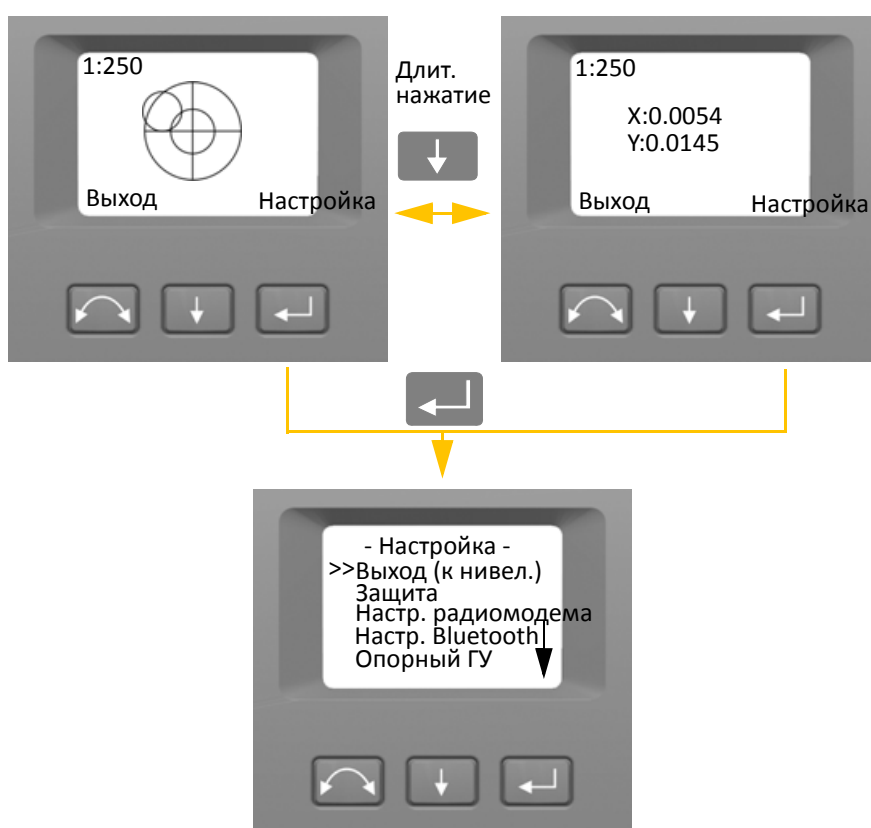 1:250
Выход
Настройка
Длит.
нажатие
1:250
X:0.0054
Y:0.0145
Выход
Настройка
- Настройка -
>>Выход (к нивел.)
Защита
Настр. радиомодема
Настр. Bluetooth
Опорный ГУ